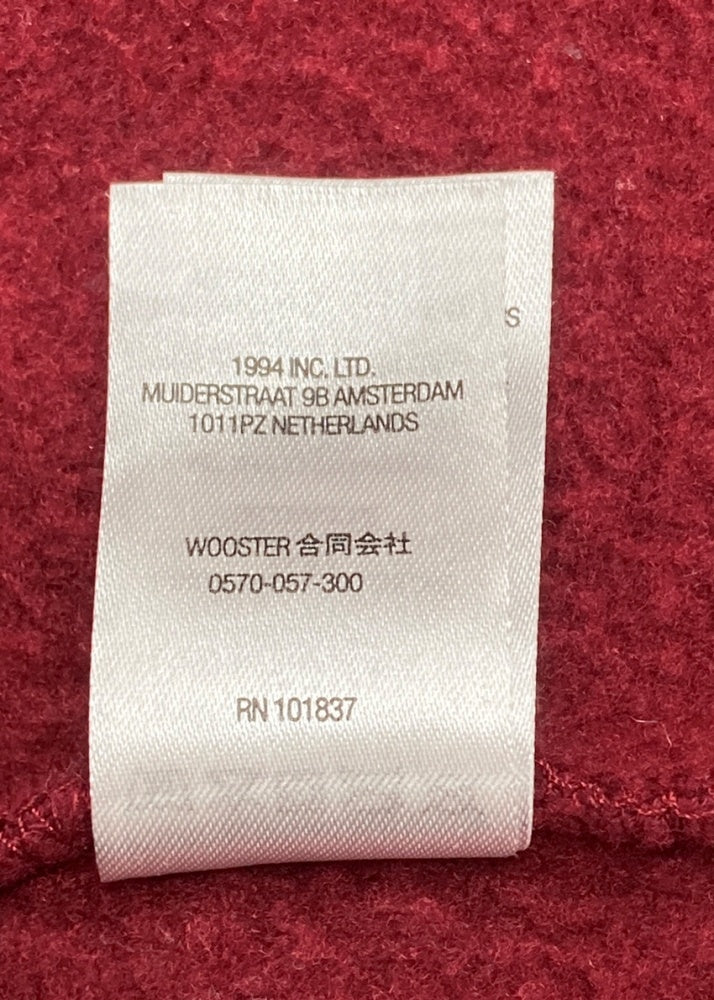 1994 INC. LTD.
MUIDERSTRAAT 9B AMSTERDAM
1011PZ NETHERLANDS
WOOSTER 合同会社
0570-057-300
RN 101837